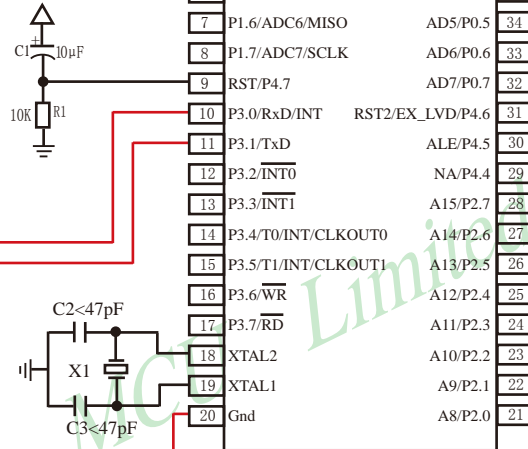 7 P1.6/ADC6/MISO AD5/P0.5 34
C1 + 10μF 8 P1.7/ADC7/SCLK AD6/P0.6 33
9 RST/P4.7 AD7/P0.7 32
10K R1 10 P3.0/RxD/INT RST2/EX_LVD/P4.6 31
11 P3.1/TxD ALE/P4.5 30
12 P3.2/INT0 NA/P4.4 29
13 P3.3/INT1 A15/P2.7 28
14 P3.4/T0/INT/CLKOUT0 A14/P2.6 27
15 P3.5/T1/INT/CLKOUT1 A13/P2.5 26
16 P3.6/WR A12/P2.4 25
C2<47pF 17 P3.7/RD A11/P2.3 24
18 XTAL2 A10/P2.2 23
X1 19 XTAL1 A9/P2.1 22
C3<47pF 20 Gnd A8/P2.0 21
MCU Limited